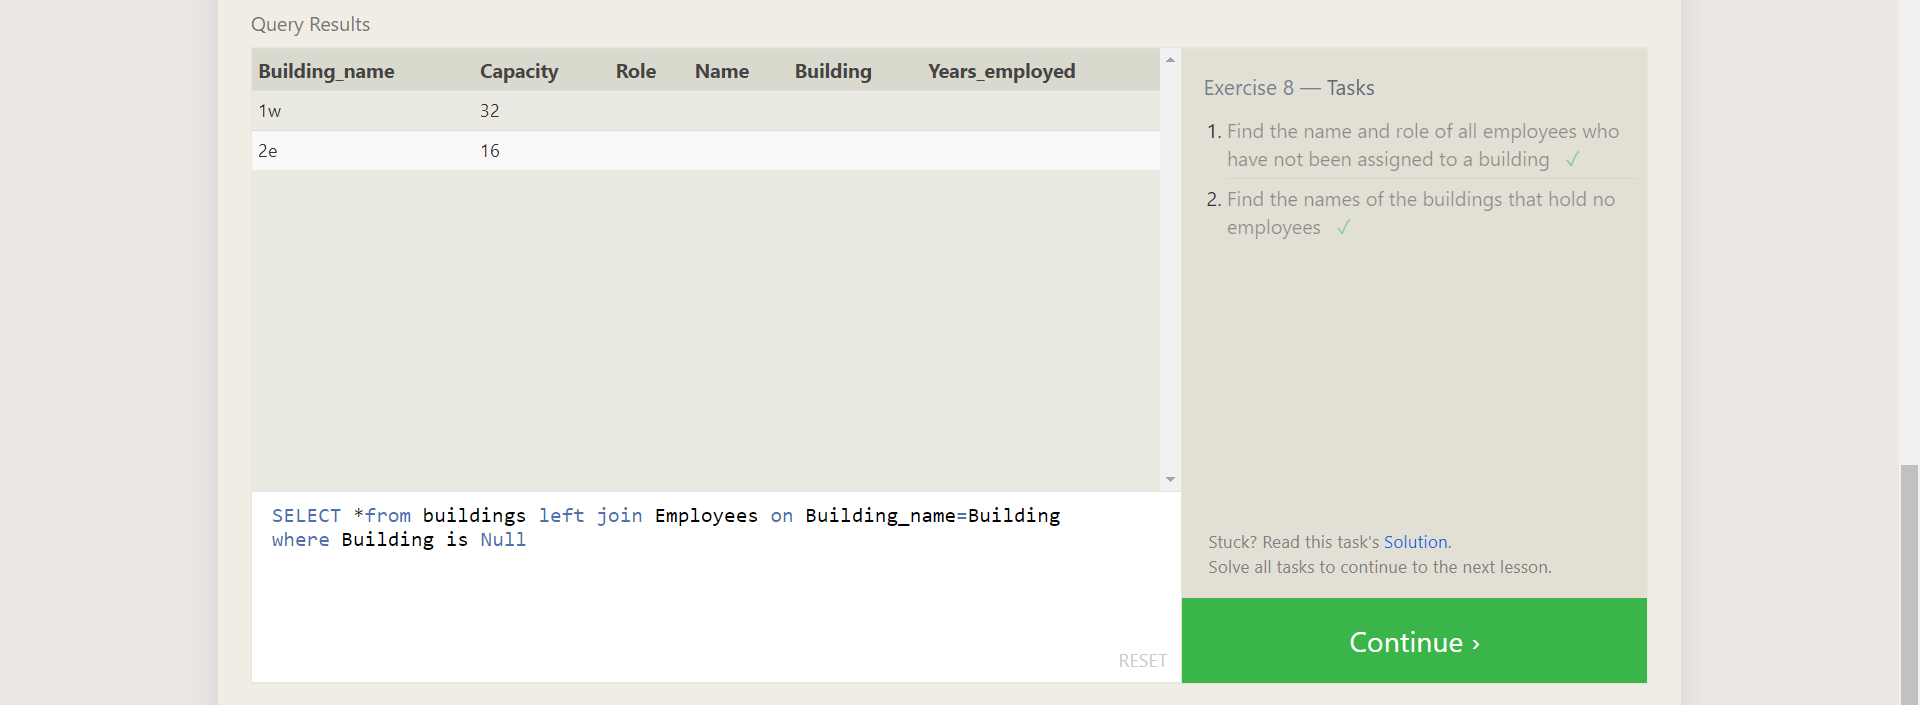 Query Results
Building_name Capacity Role Name Building Years_employed
1w 32
2e 16
SELECT *from buildings left join Employees on Building_name=Building
where Building is Null
RESET
Exercise 8 — Tasks
1. Find the name and role of all employees who
have not been assigned to a building ✓
2. Find the names of the buildings that hold no
employees ✓
Stuck? Read this task's Solution.
Solve all tasks to continue to the next lesson.
Continue ›